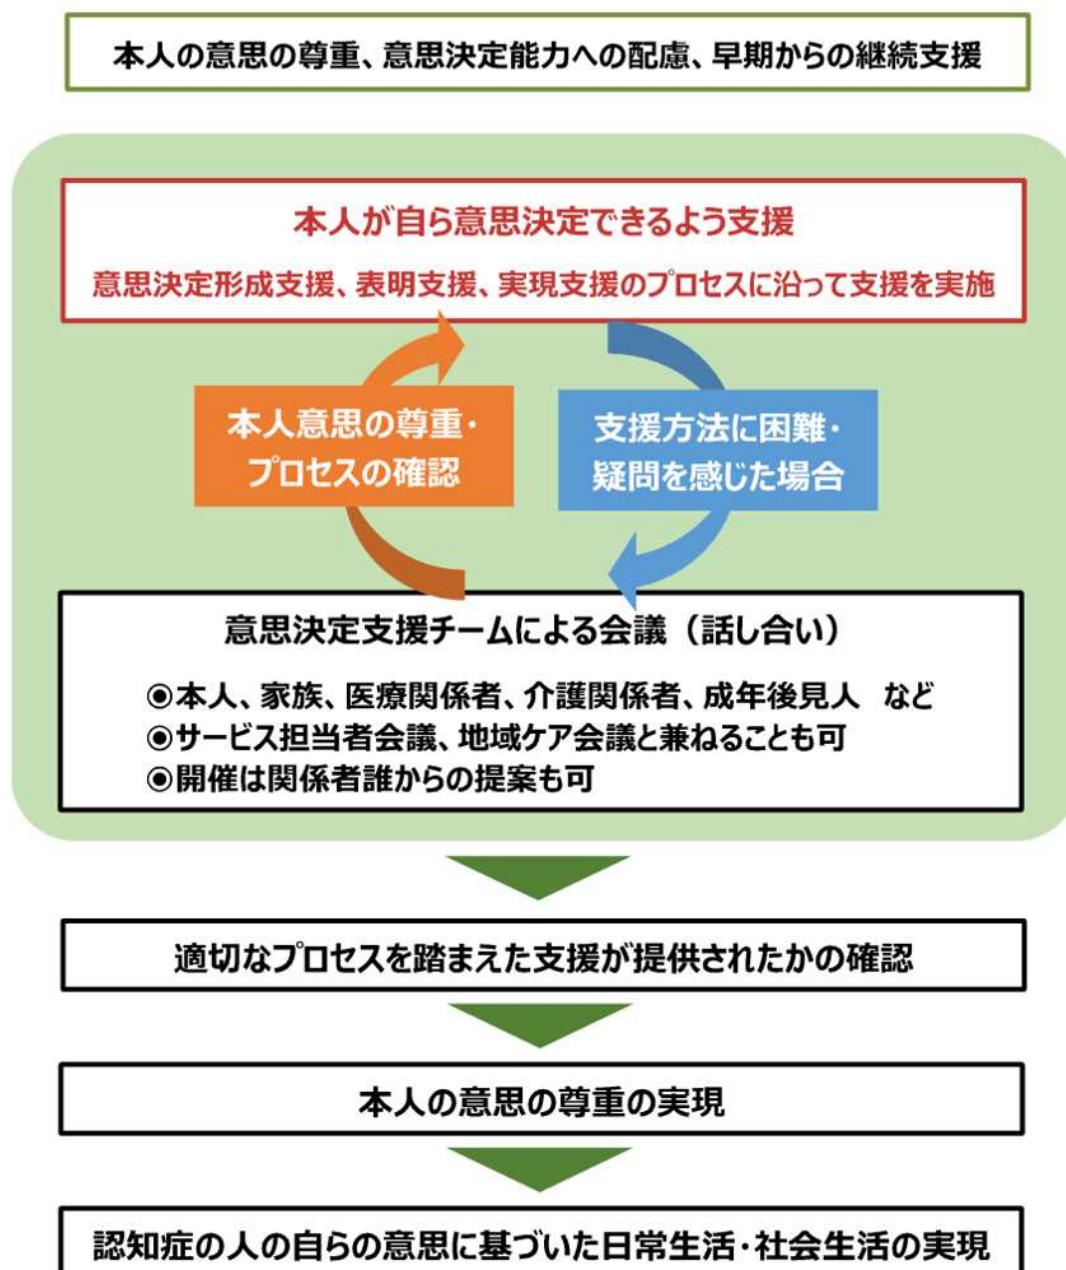 本人の意思の尊重、意思決定能力への配慮、早期からの継続支援
本人が自ら意思決定できるよう支援
意思決定形成支援、表明支援、実現支援のプロセスに沿って支援を実施
本人意思の尊重・
プロセスの確認
支援方法に困難・
疑問を感じた場合
意思決定支援チームによる会議（話し合い）
◉本人、家族、医療関係者、介護関係者、成年後見人　など
◉サービス担当者会議、地域ケア会議と兼ねることも可
◉開催は関係者誰からの提案も可
適切なプロセスを踏まえた支援が提供されたかの確認
本人の意思の尊重の実現
認知症の人の自らの意思に基づいた日常生活・社会生活の実現